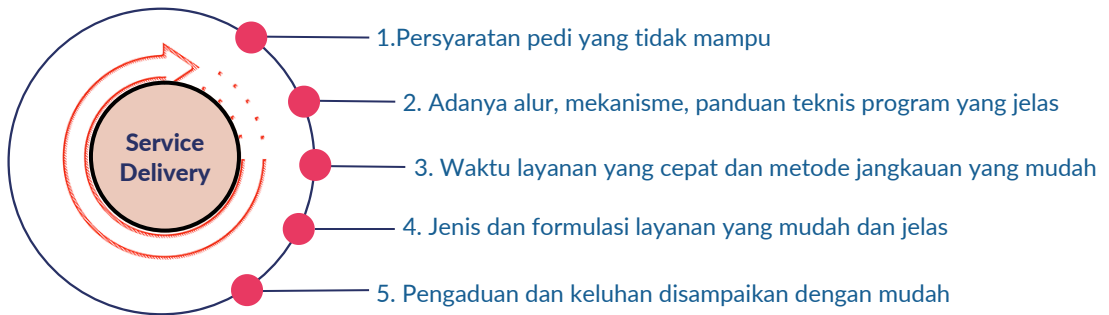 Service
Delivery
1.Persyaratan pedi yang tidak mampu
2. Adanya alur, mekanisme, panduan teknis program yang jelas
3. Waktu layanan yang cepat dan metode jangkauan yang mudah
4. Jenis dan formulasi layanan yang mudah dan jelas
5. Pengaduan dan keluhan disampaikan dengan mudah